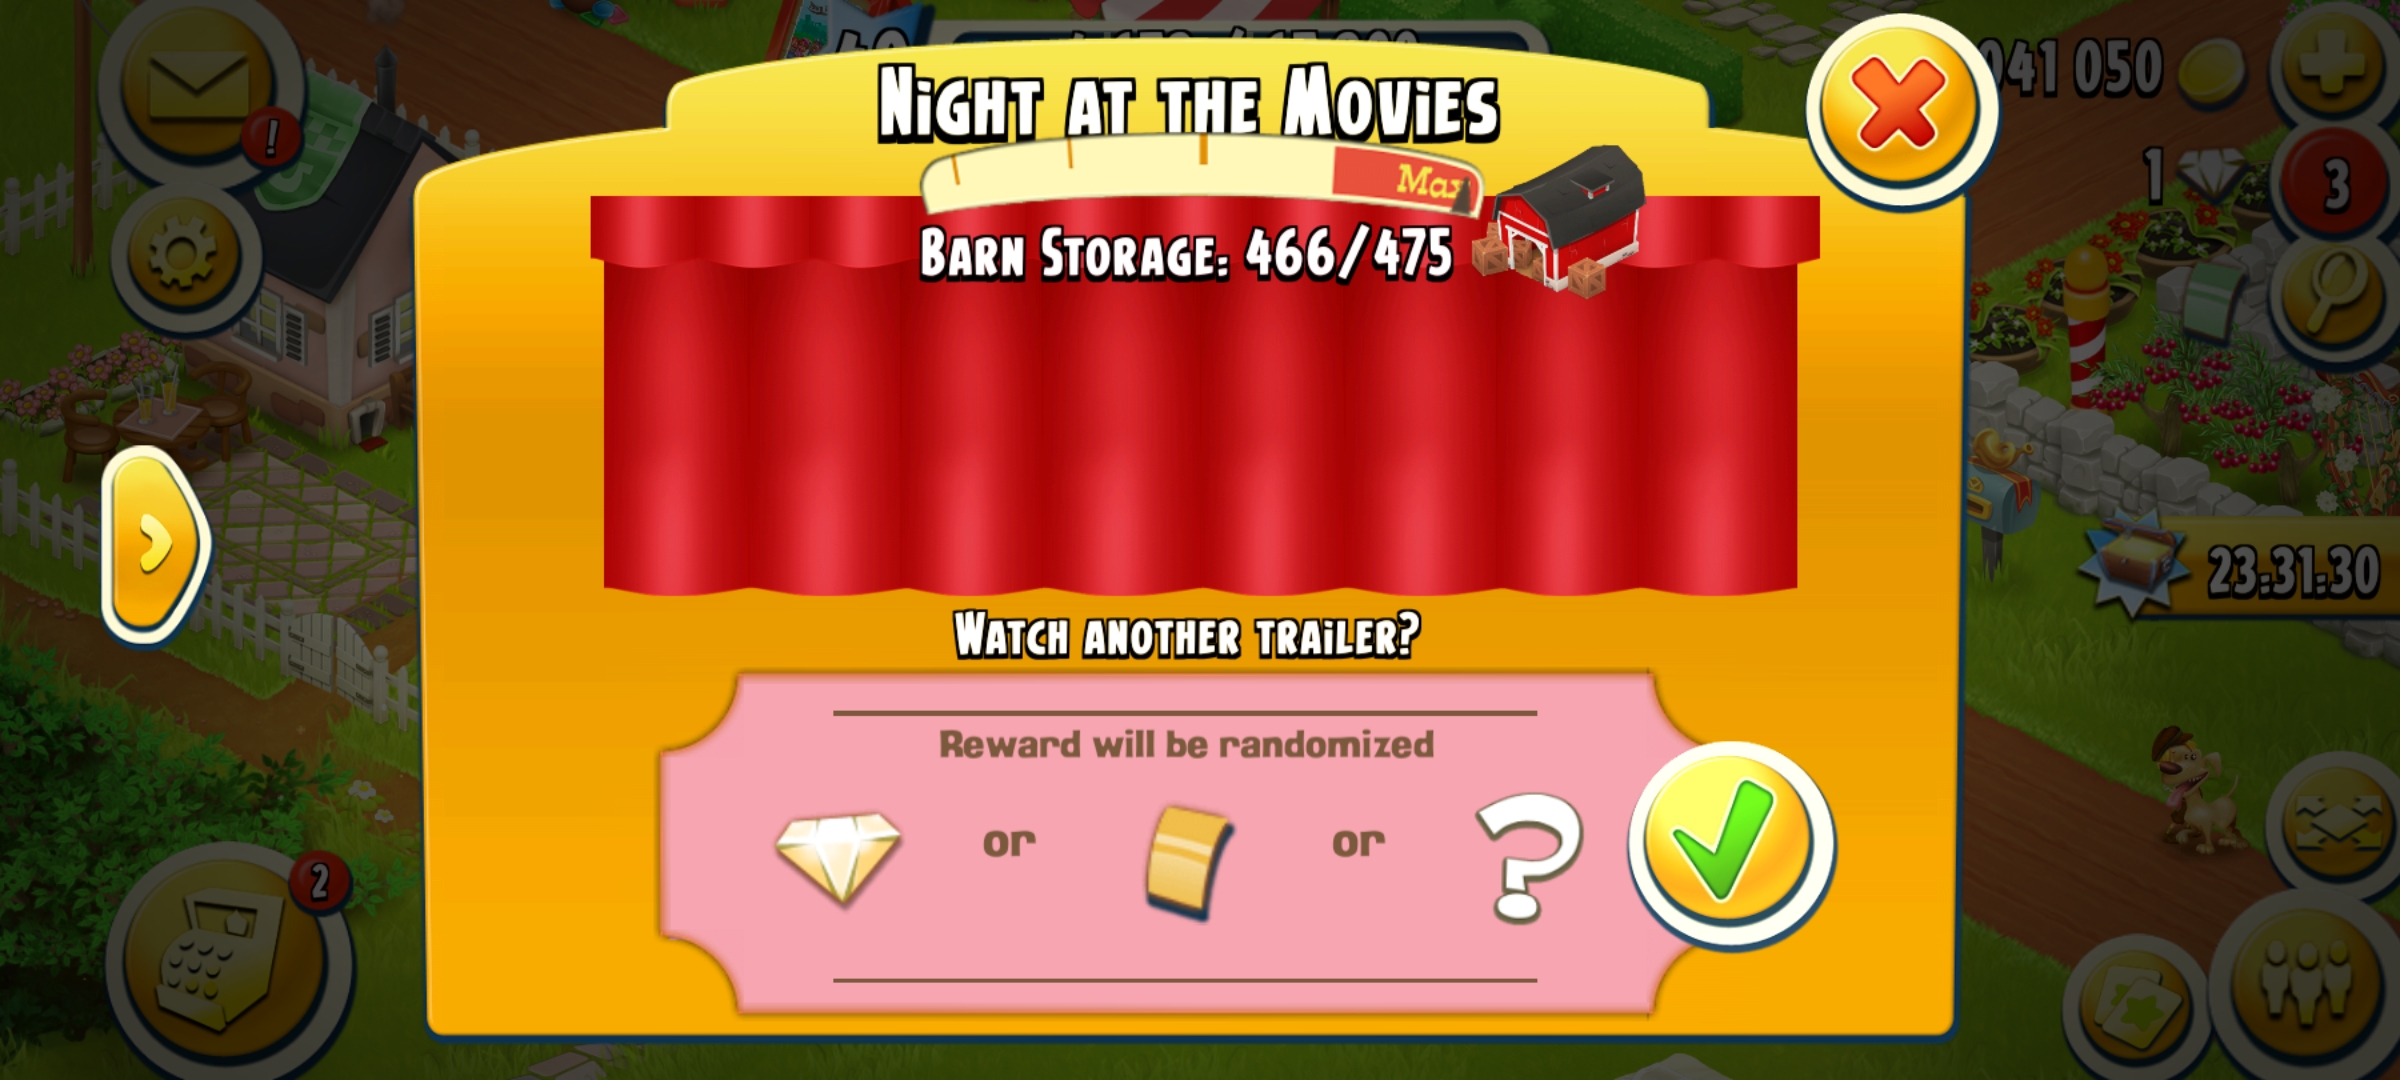 !
041 050
Night at the Movies
1
3
Max
Barn Storage: 466/475
23:31:30
Watch another trailer?
Reward will be randomized
or
or
?
2